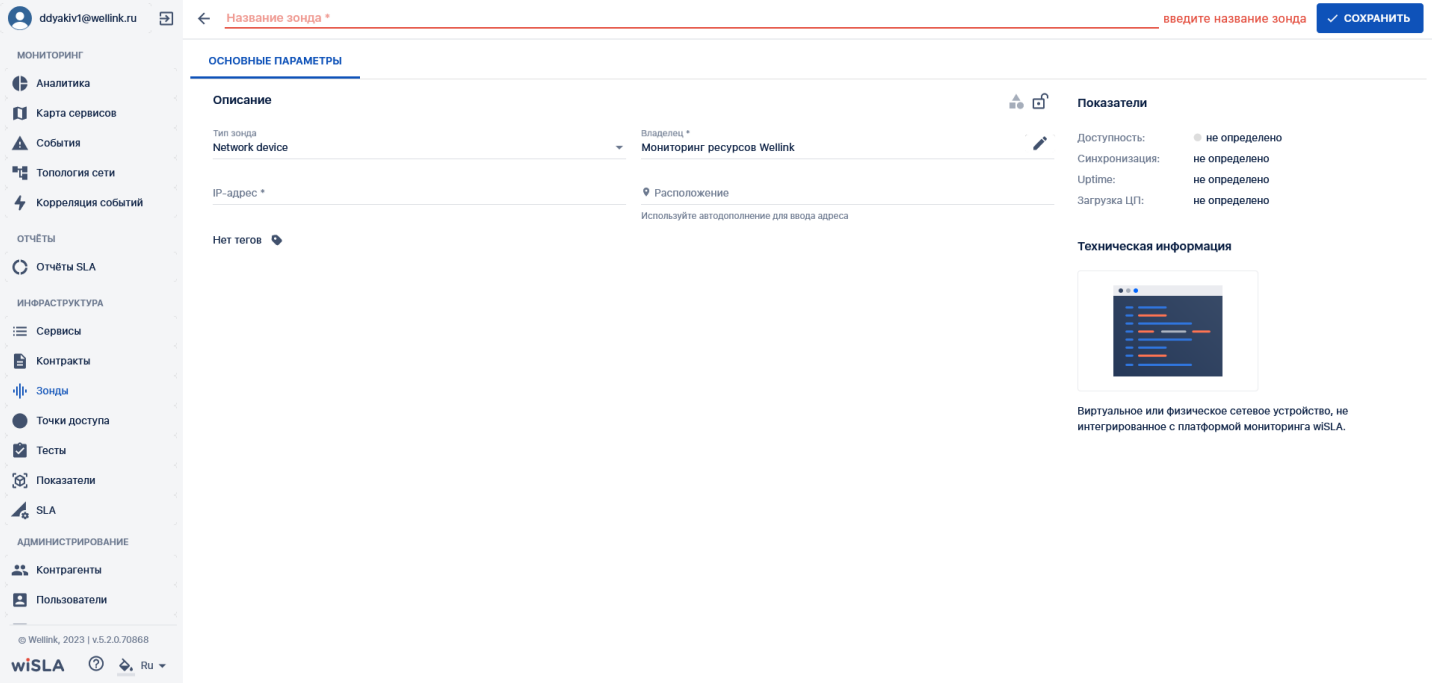 ddyakiv1@wellink.ru
МОНИТОРИНГ
Аналитика
Карта сервисов
События
Топология сети
Корреляция событий
ОТЧЁТЫ
Отчёты SLA
ИНФРАСТРУКТУРА
Сервисы
Контракты
Зонды
Точки доступа
Тесты
Показатели
SLA
АДМИНИСТРИРОВАНИЕ
Контрагенты
Пользователи
© Wellink, 2023 | v.5.2.0.70868
wiSLA
Ru
Название зонда *
введите название зонда
СОХРАНИТЬ
ОСНОВНЫЕ ПАРАМЕТРЫ
Описание
Тип зонда
Network device
Владелец *
Мониторинг ресурсов Wellink
IP-адрес *
Расположение
Используйте автодополнение для ввода адреса
Нет тегов
Показатели
Доступность: не определено
Синхронизация: не определено
Uptime: не определено
Загрузка ЦП: не определено
Техническая информация
Виртуальное или физическое сетевое устройство, не
интегрированное с платформой мониторинга wiSLA.